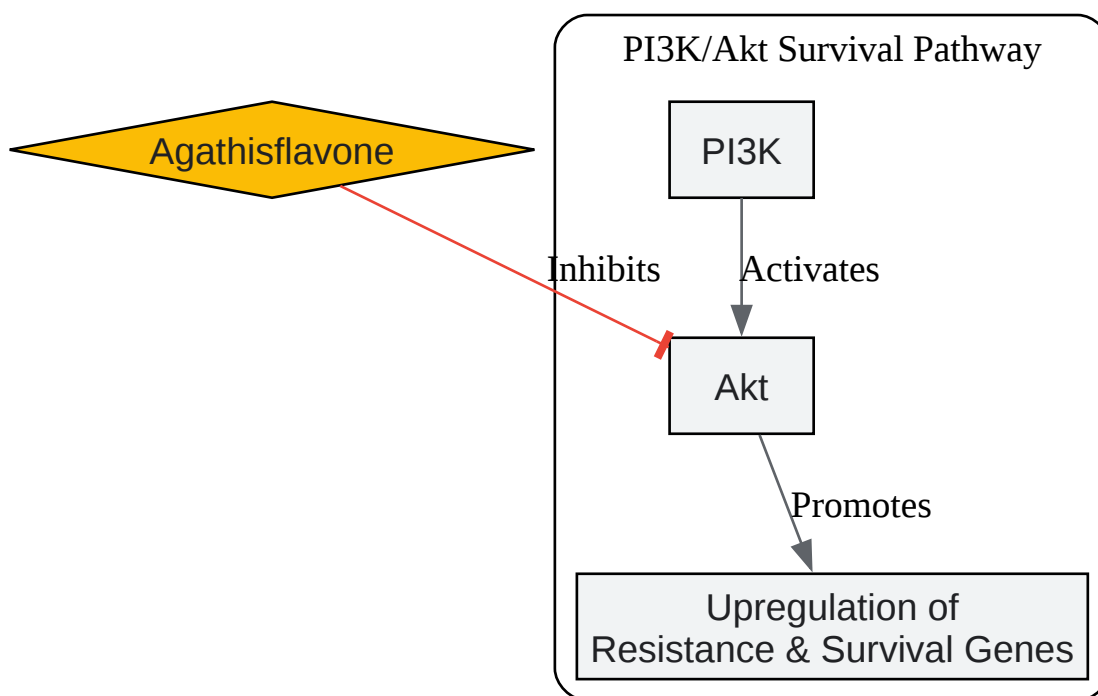 PI3K/Akt Survival Pathway
Agathisflavone
PI3K
Inhibits
Activates
Akt
Promotes
Upregulation of
Resistance & Survival Genes